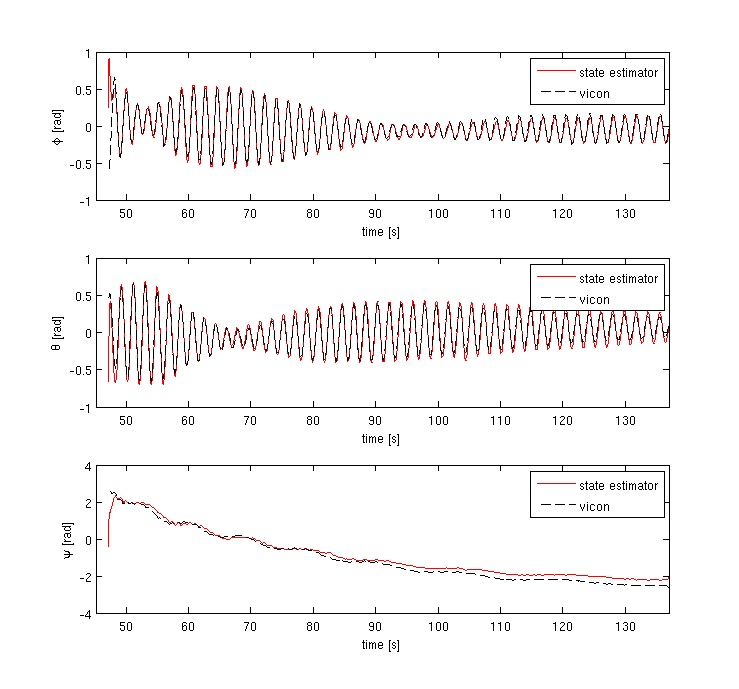 1
0.5
0
-0.5
-1
ϕ [rad]
state estimator
vicon
50 60 70 80 90 100 110 120 130
time [s]
1
0.5
0
-0.5
-1
θ [rad]
state estimator
vicon
50 60 70 80 90 100 110 120 130
time [s]
4
2
0
-2
-4
ψ [rad]
state estimator
vicon
50 60 70 80 90 100 110 120 130
time [s]